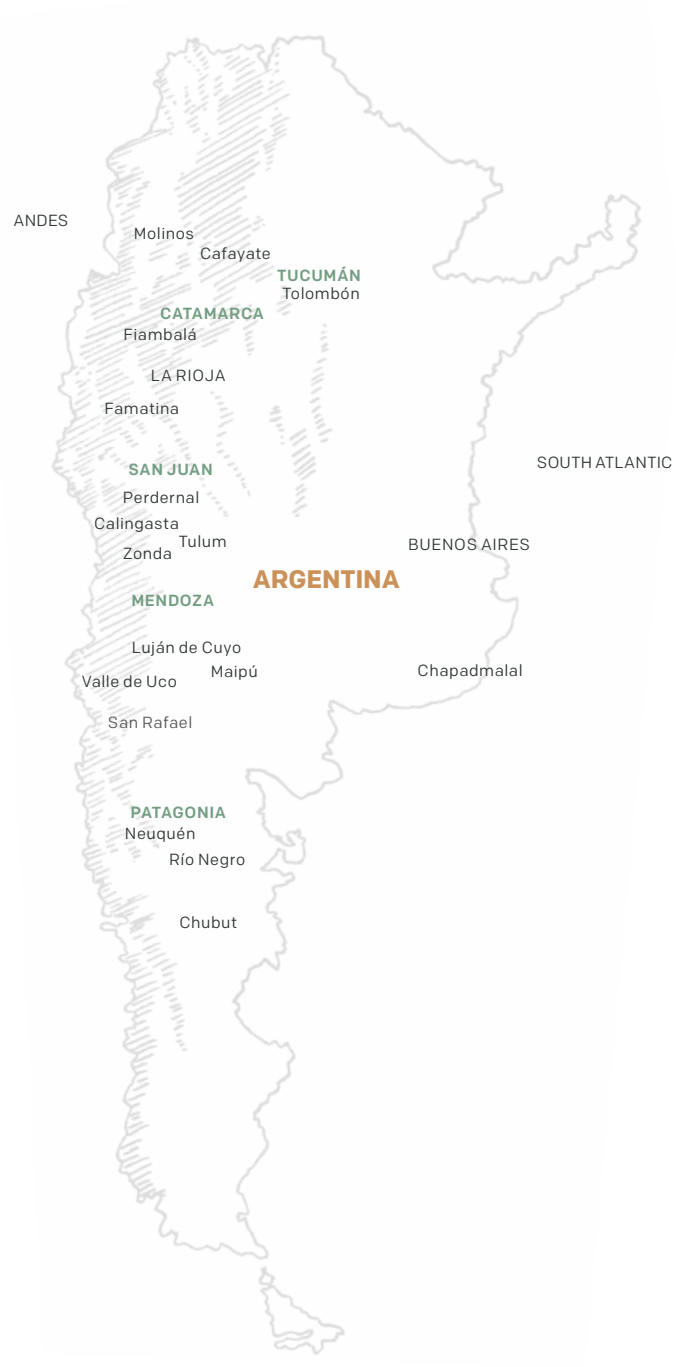 ANDES
Molinos
Cafayate
TUCUMÁN
Tolombón
CATAMARCA
Fiambalá
LA RIOJA
Famatina
SOUTH ATLANTIC
SAN JUAN
Perdernal
Calingasta
Tulum
Zonda
BUENOS AIRES
ARGENTINA
MENDOZA
Luján de Cuyo
Maipú
Valle de Uco
Chapadmalal
San Rafael
PATAGONIA
Neuquén
Río Negro
Chubut